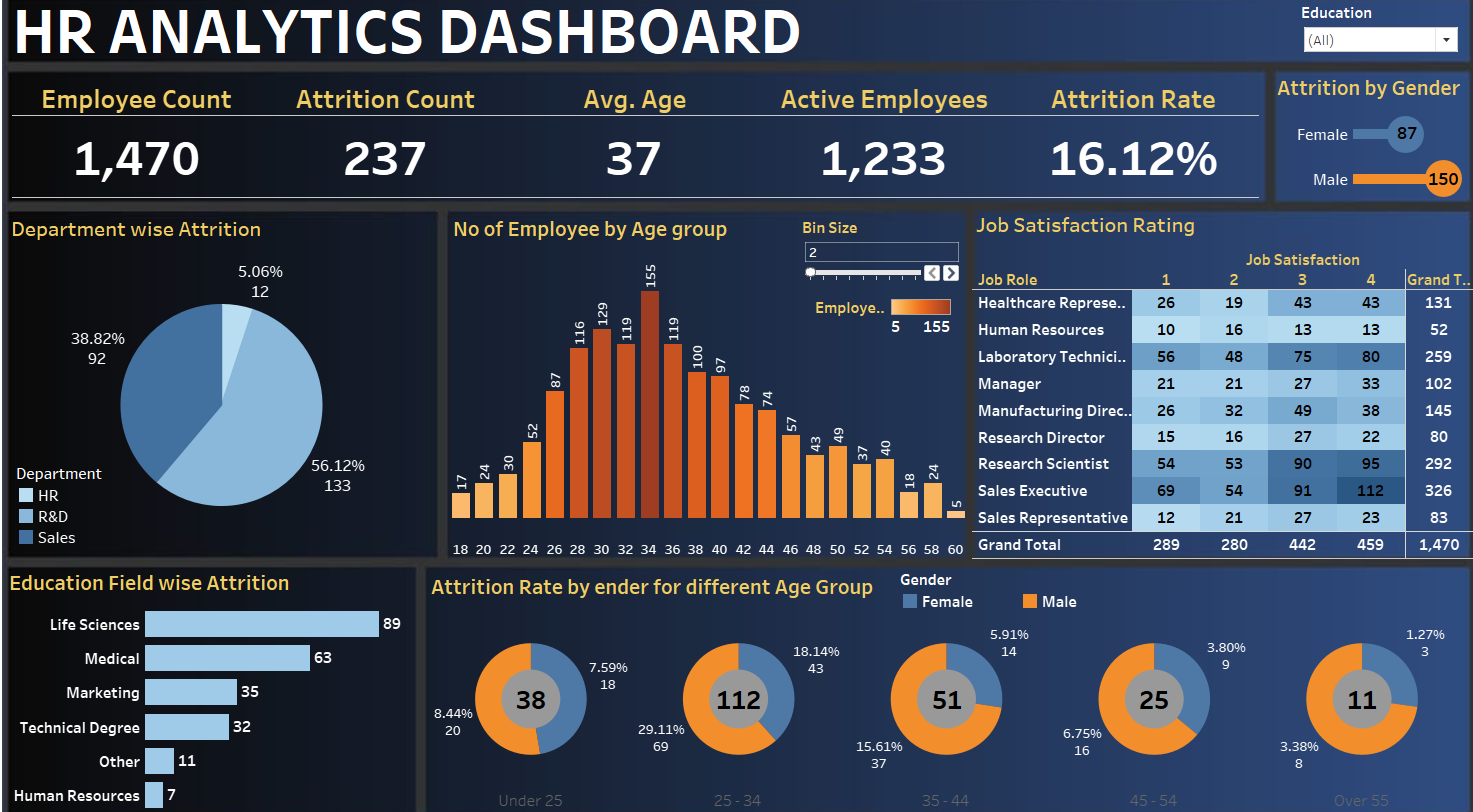 HR ANALYTICS DASHBOARD
Education
(All)
Employee Count Attrition Count Avg. Age Active Employees Attrition Rate
1,470 237 37 1,233 16.12%
Attrition by Gender
Female 87
Male 150
Department wise Attrition
5.06%
12
38.82%
92
56.12%
133
Department
HR
R&D
Sales
No of Employee by Age group
Bin Size
2
Employe..
5 155
17 24 30 52 87 116 129 119 155 119 100 97 78 74 57 43 49 37 40 18 24 5
18 20 22 24 26 28 30 32 34 36 38 40 42 44 46 48 50 52 54 56 58 60
Job Satisfaction Rating
Job Satisfaction
Job Role 1 2 3 4 Grand T..
Healthcare Represe.. 26 19 43 43 131
Human Resources 10 16 13 13 52
Laboratory Technici.. 56 48 75 80 259
Manager 21 21 27 33 102
Manufacturing Direc.. 26 32 49 38 145
Research Director 15 16 27 22 80
Research Scientist 54 53 90 95 292
Sales Executive 69 54 91 112 326
Sales Representative 12 21 27 23 83
Grand Total 289 280 442 459 1,470
Education Field wise Attrition
Life Sciences 89
Medical 63
Marketing 35
Technical Degree 32
Other 11
Human Resources 7
Attrition Rate by ender for different Age Group
Gender
Female Male
7.59%
18
38
8.44%
20
Under 25
18.14%
43
112
29.11%
69
25 - 34
5.91%
14
51
15.61%
37
35 - 44
3.80%
9
25
6.75%
16
45 - 54
1.27%
3
11
3.38%
8
Over 55